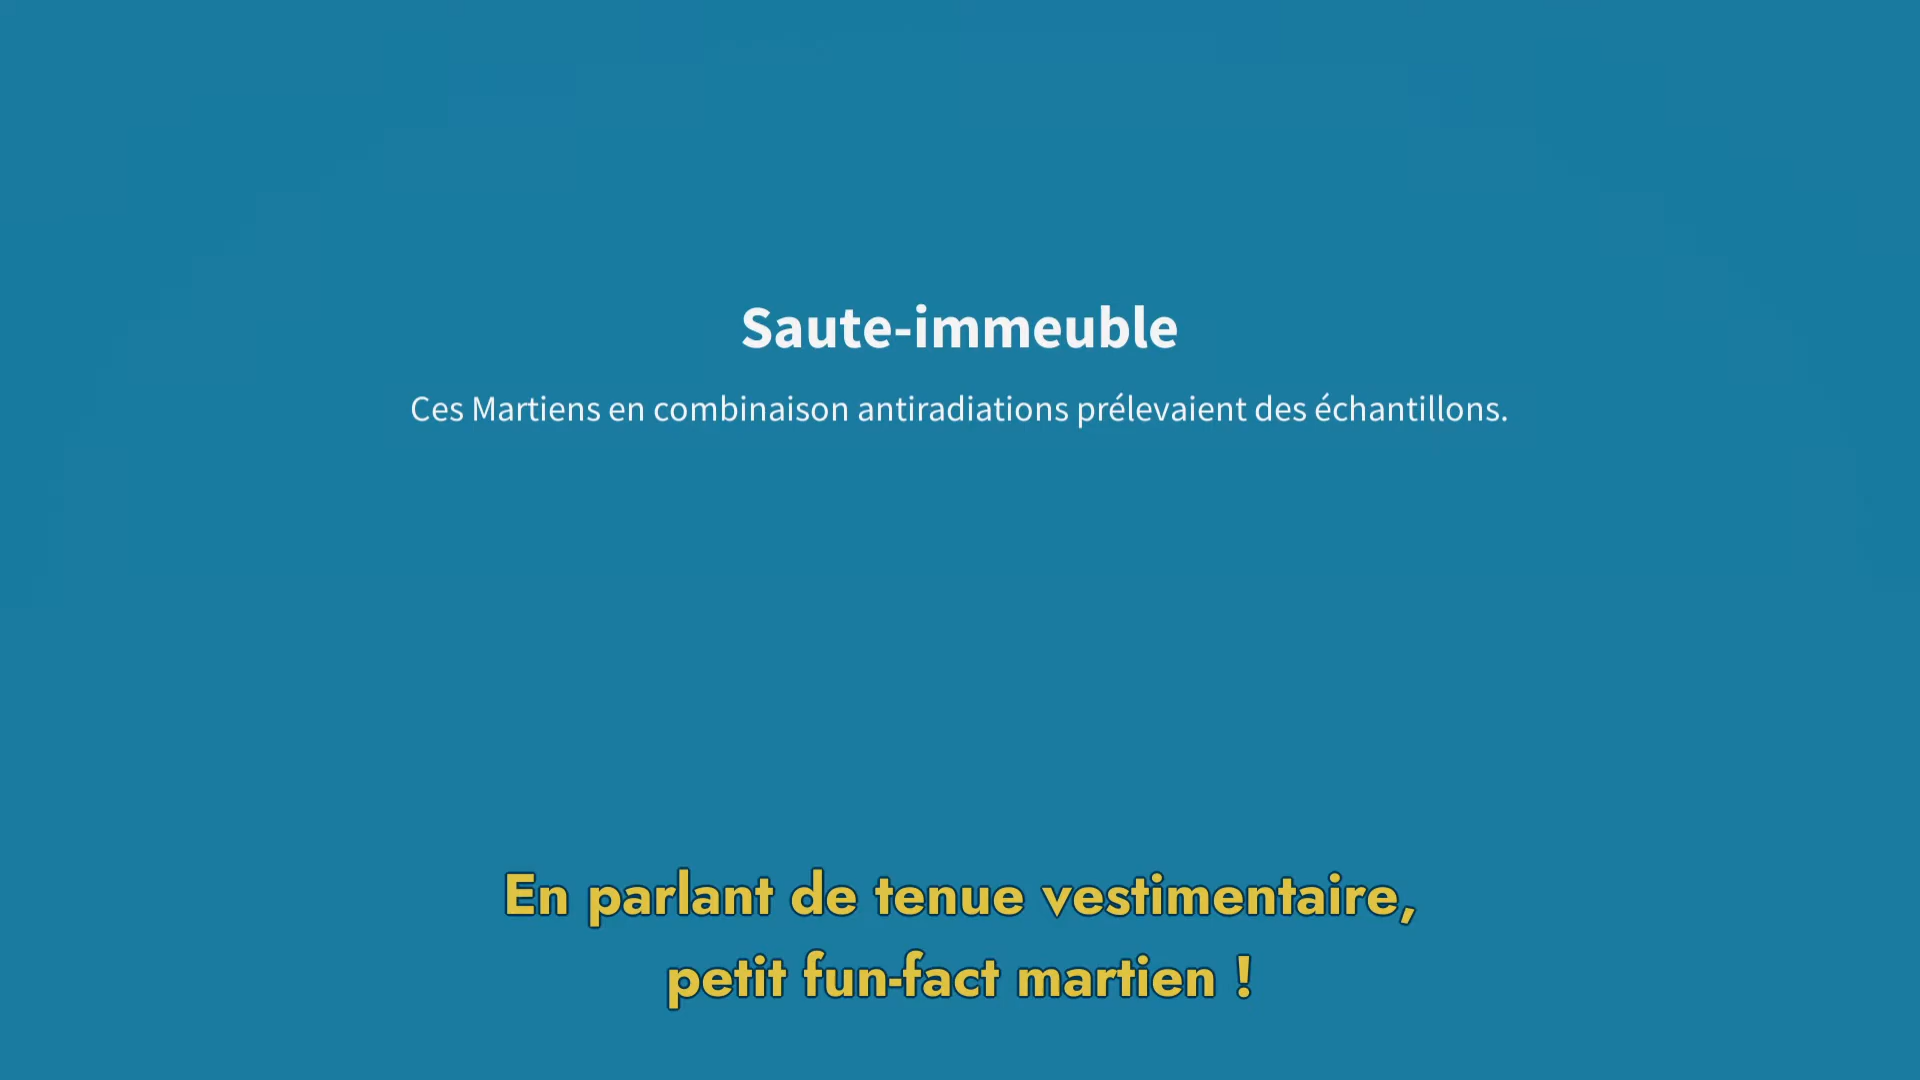 Saute-immeuble
Ces Martiens en combinaison antiradiations prélevaient des échantillons.
En parlant de tenue vestimentaire,
petit fun-fact martien !